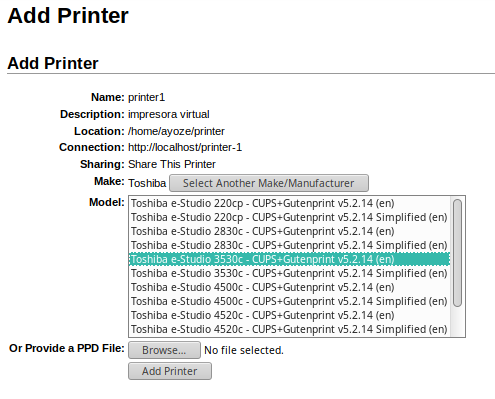 Add Printer
Add Printer
Name: printer1
Description: impresora virtual
Location: /home/ayoze/printer
Connection: http://localhost/printer-1
Sharing: Share This Printer
Make: Toshiba Select Another Make/Manufacturer
Model: Toshiba e-Studio 220cp - CUPS+Gutenprint v5.2.14 (en)
Toshiba e-Studio 220cp - CUPS+Gutenprint v5.2.14 Simplified (en)
Toshiba e-Studio 2830c - CUPS+Gutenprint v5.2.14 (en)
Toshiba e-Studio 2830c - CUPS+Gutenprint v5.2.14 Simplified (en)
Toshiba e-Studio 3530c - CUPS+Gutenprint v5.2.14 (en)
Toshiba e-Studio 3530c - CUPS+Gutenprint v5.2.14 Simplified (en)
Toshiba e-Studio 4500c - CUPS+Gutenprint v5.2.14 (en)
Toshiba e-Studio 4500c - CUPS+Gutenprint v5.2.14 Simplified (en)
Toshiba e-Studio 4520c - CUPS+Gutenprint v5.2.14 (en)
Toshiba e-Studio 4520c - CUPS+Gutenprint v5.2.14 Simplified (en)
Or Provide a PPD File: Browse... No file selected.
Add Printer